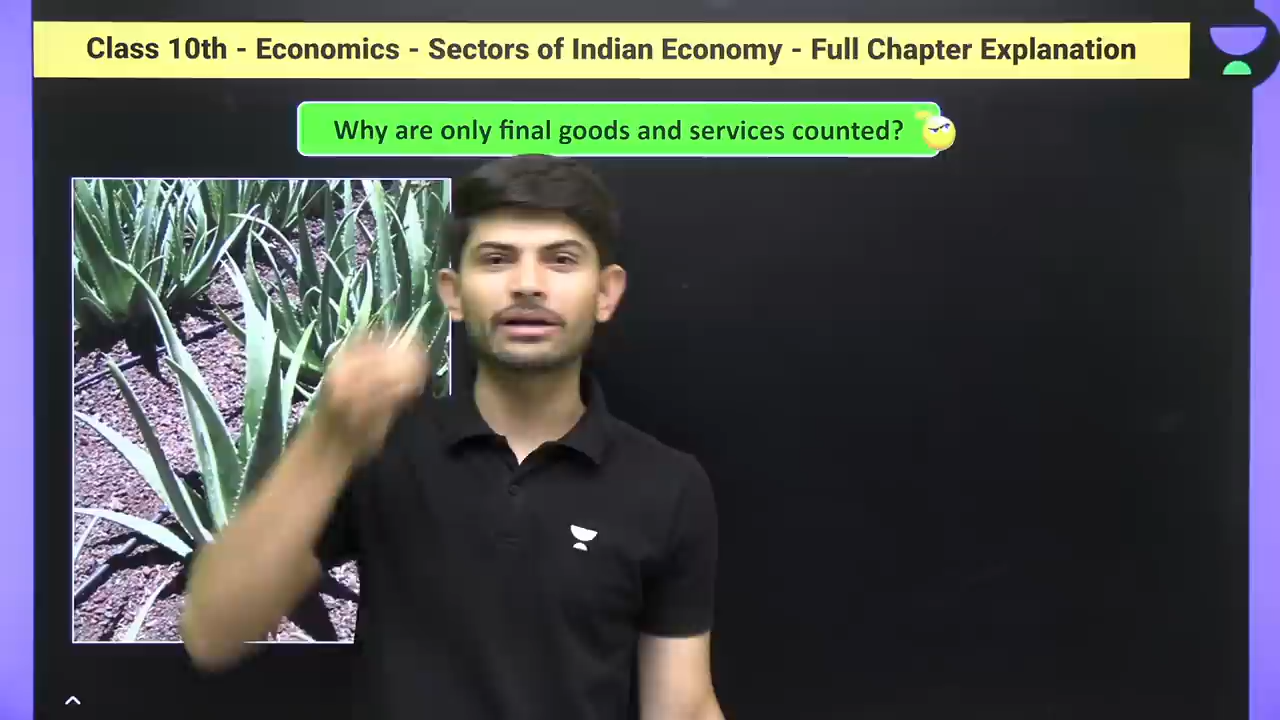 Class 10th - Economics - Sectors of Indian Economy - Full Chapter Explanation
Why are only final goods and services counted?